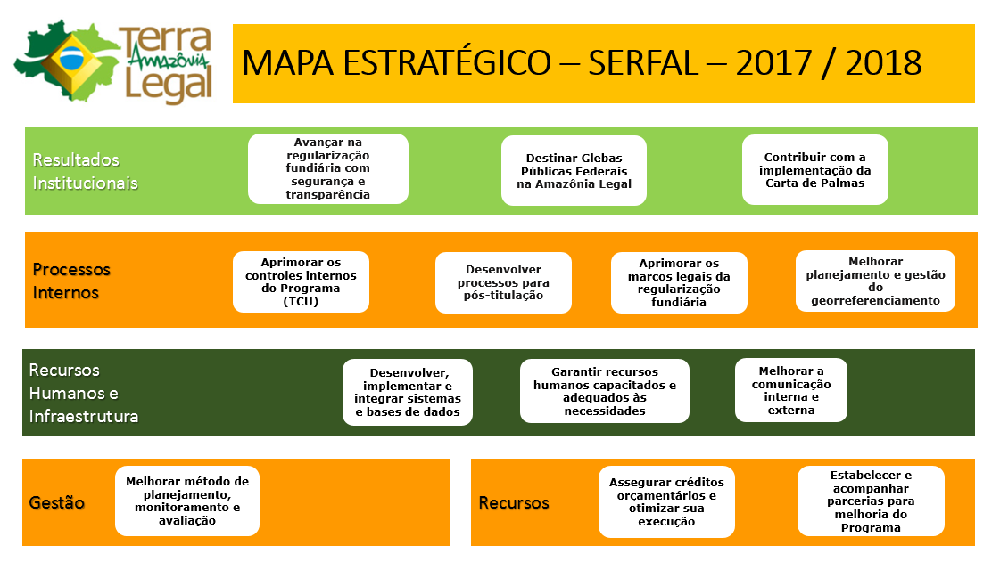 Terra
Amazônia
Legal
MAPA ESTRATÉGICO – SERFAL – 2017 / 2018
Resultados
Institucionais
Avançar na
regularização
fundiária com
segurança e
transparência
Destinar Glebas
Públicas Federais
na Amazônia Legal
Contribuir com a
implementação da
Carta de Palmas
Processos
Internos
Aprimorar os
controles internos
do Programa
(TCU)
Desenvolver
processos para
pós-titulação
Aprimorar os
marcos legais da
regularização
fundiária
Melhorar
planejamento e gestão
do
georreferenciamento
Recursos
Humanos e
Infraestrutura
Desenvolver,
implementar e
integrar sistemas
e bases de dados
Garantir recursos
humanos capacitados e
adequados às
necessidades
Melhorar a
comunicação
interna e
externa
Gestão
Melhorar método de
planejamento,
monitoramento e
avaliação
Recursos
Assegurar créditos
orçamentários e
otimizar sua
execução
Estabelecer e
acompanhar
parcerias para
melhoria do
Programa